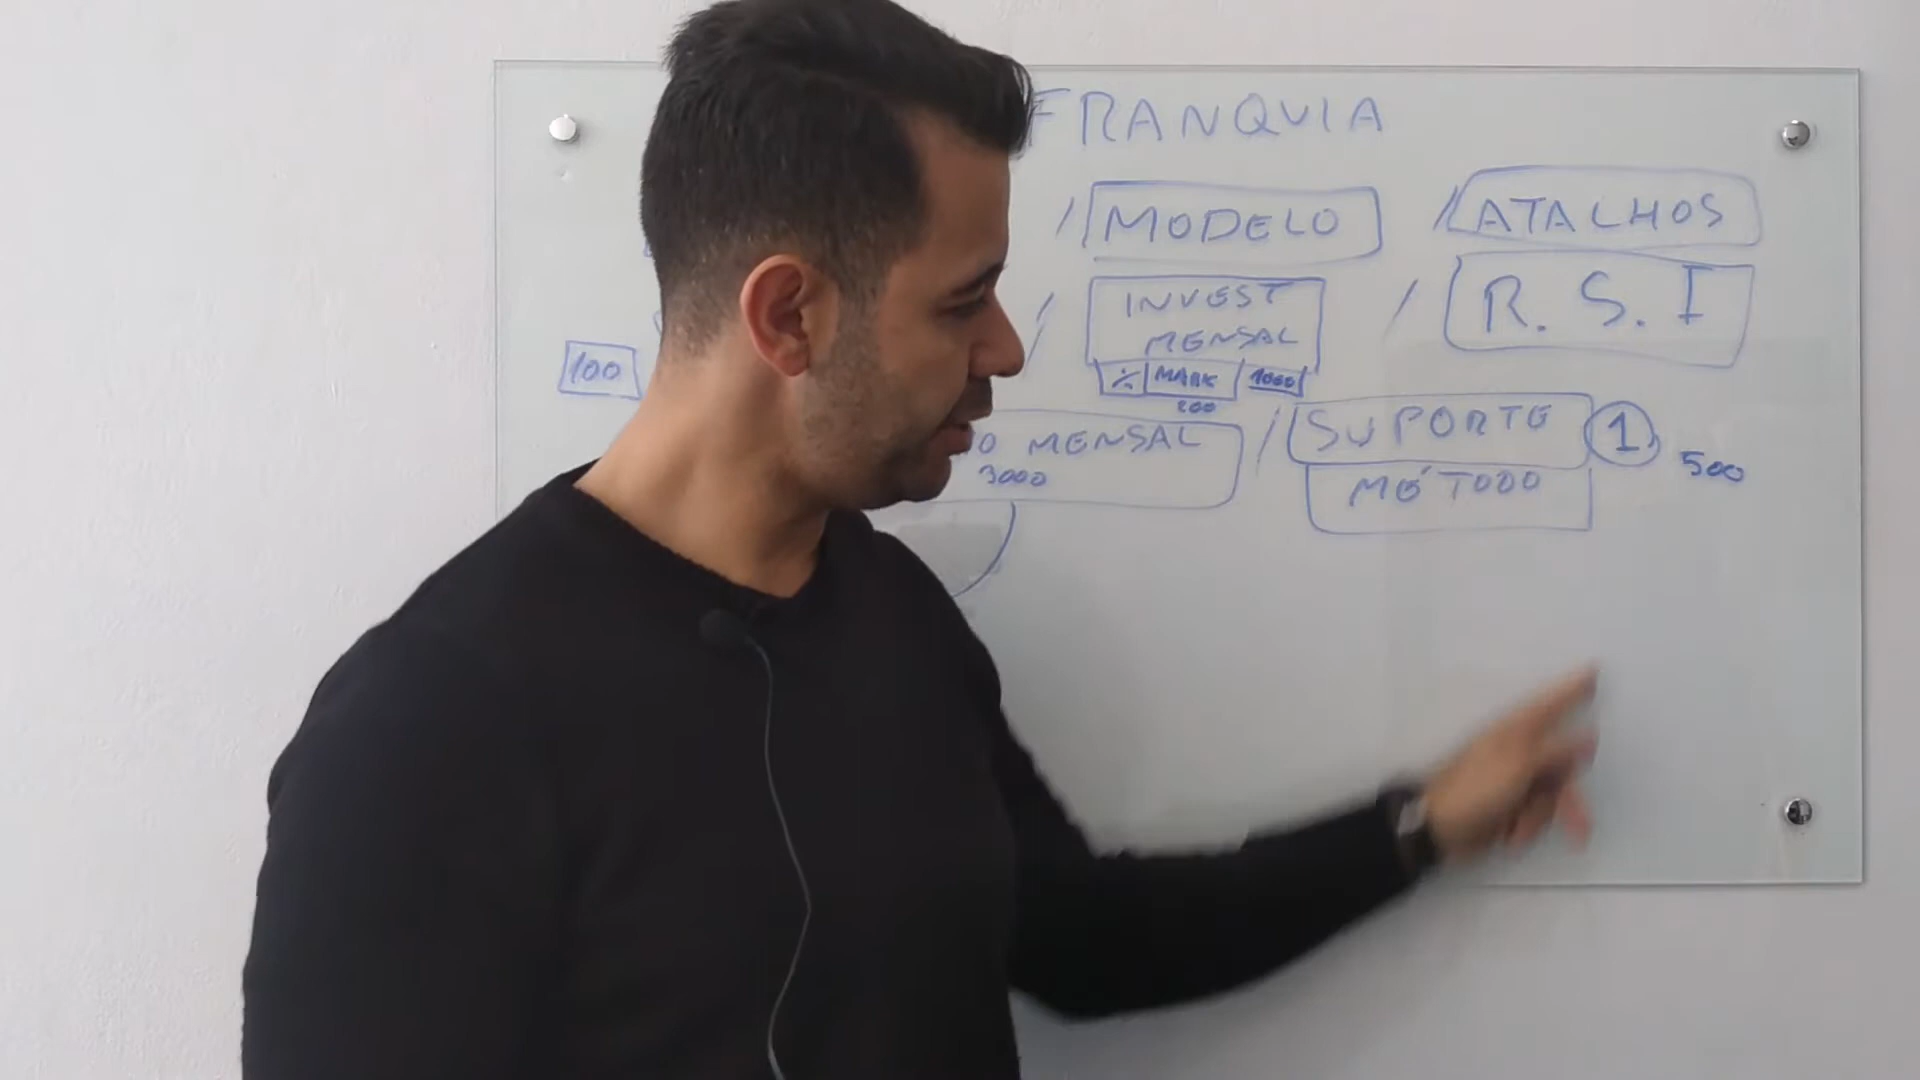 FRANQUIA
/ MODELO / ATALHOS
/ INVEST / R. S. I
MENSAL
100 % MARK 1000
200
O MENSAL / SUPORTE 1
3000 MÉTODO 500